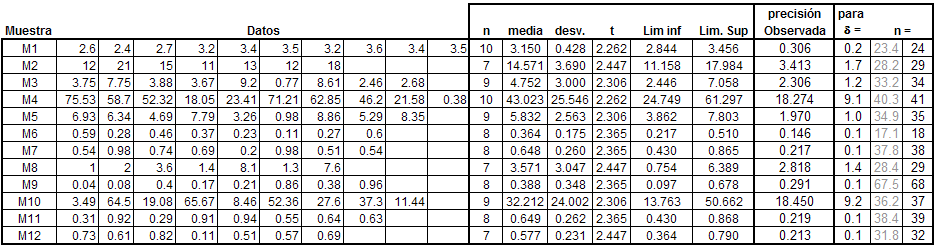 precisión para
Muestra Datos n media desv. t Lim inf Lim. Sup Observada δ = n =
M1 2.6 2.4 2.7 3.2 3.4 3.5 3.2 3.6 3.4 3.5 10 3.150 0.428 2.262 2.844 3.456 0.306 0.2 23.4 24
M2 12 21 15 11 13 12 18 7 14.571 3.690 2.447 11.158 17.984 3.413 1.7 28.2 29
M3 3.75 7.75 3.88 3.67 9.2 0.77 8.61 2.46 2.68 9 4.752 3.000 2.306 2.446 7.058 2.306 1.2 33.2 34
M4 75.53 58.7 52.32 18.05 23.41 71.21 62.85 46.2 21.58 0.38 10 43.023 25.546 2.262 24.749 61.297 18.274 9.1 40.3 41
M5 6.93 6.34 4.69 7.79 3.26 0.98 8.86 5.29 8.35 9 5.832 2.563 2.306 3.862 7.803 1.970 1.0 34.9 35
M6 0.59 0.28 0.46 0.37 0.23 0.11 0.27 0.6 8 0.364 0.175 2.365 0.217 0.510 0.146 0.1 17.1 18
M7 0.54 0.98 0.74 0.69 0.2 0.98 0.51 0.54 8 0.648 0.260 2.365 0.430 0.865 0.217 0.1 37.8 38
M8 1 2 3.6 1.4 8.1 1.3 7.6 7 3.571 3.047 2.447 0.754 6.389 2.818 1.4 28.4 29
M9 0.04 0.08 0.4 0.17 0.21 0.86 0.38 0.96 8 0.388 0.348 2.365 0.097 0.678 0.291 0.1 67.5 68
M10 3.49 64.5 19.08 65.67 8.46 52.36 27.6 37.3 11.44 9 32.212 24.002 2.306 13.763 50.662 18.450 9.2 36.2 37
M11 0.31 0.92 0.29 0.91 0.94 0.55 0.64 0.63 8 0.649 0.262 2.365 0.430 0.868 0.219 0.1 38.4 39
M12 0.73 0.61 0.82 0.11 0.51 0.57 0.69 7 0.577 0.231 2.447 0.364 0.790 0.213 0.1 31.8 32